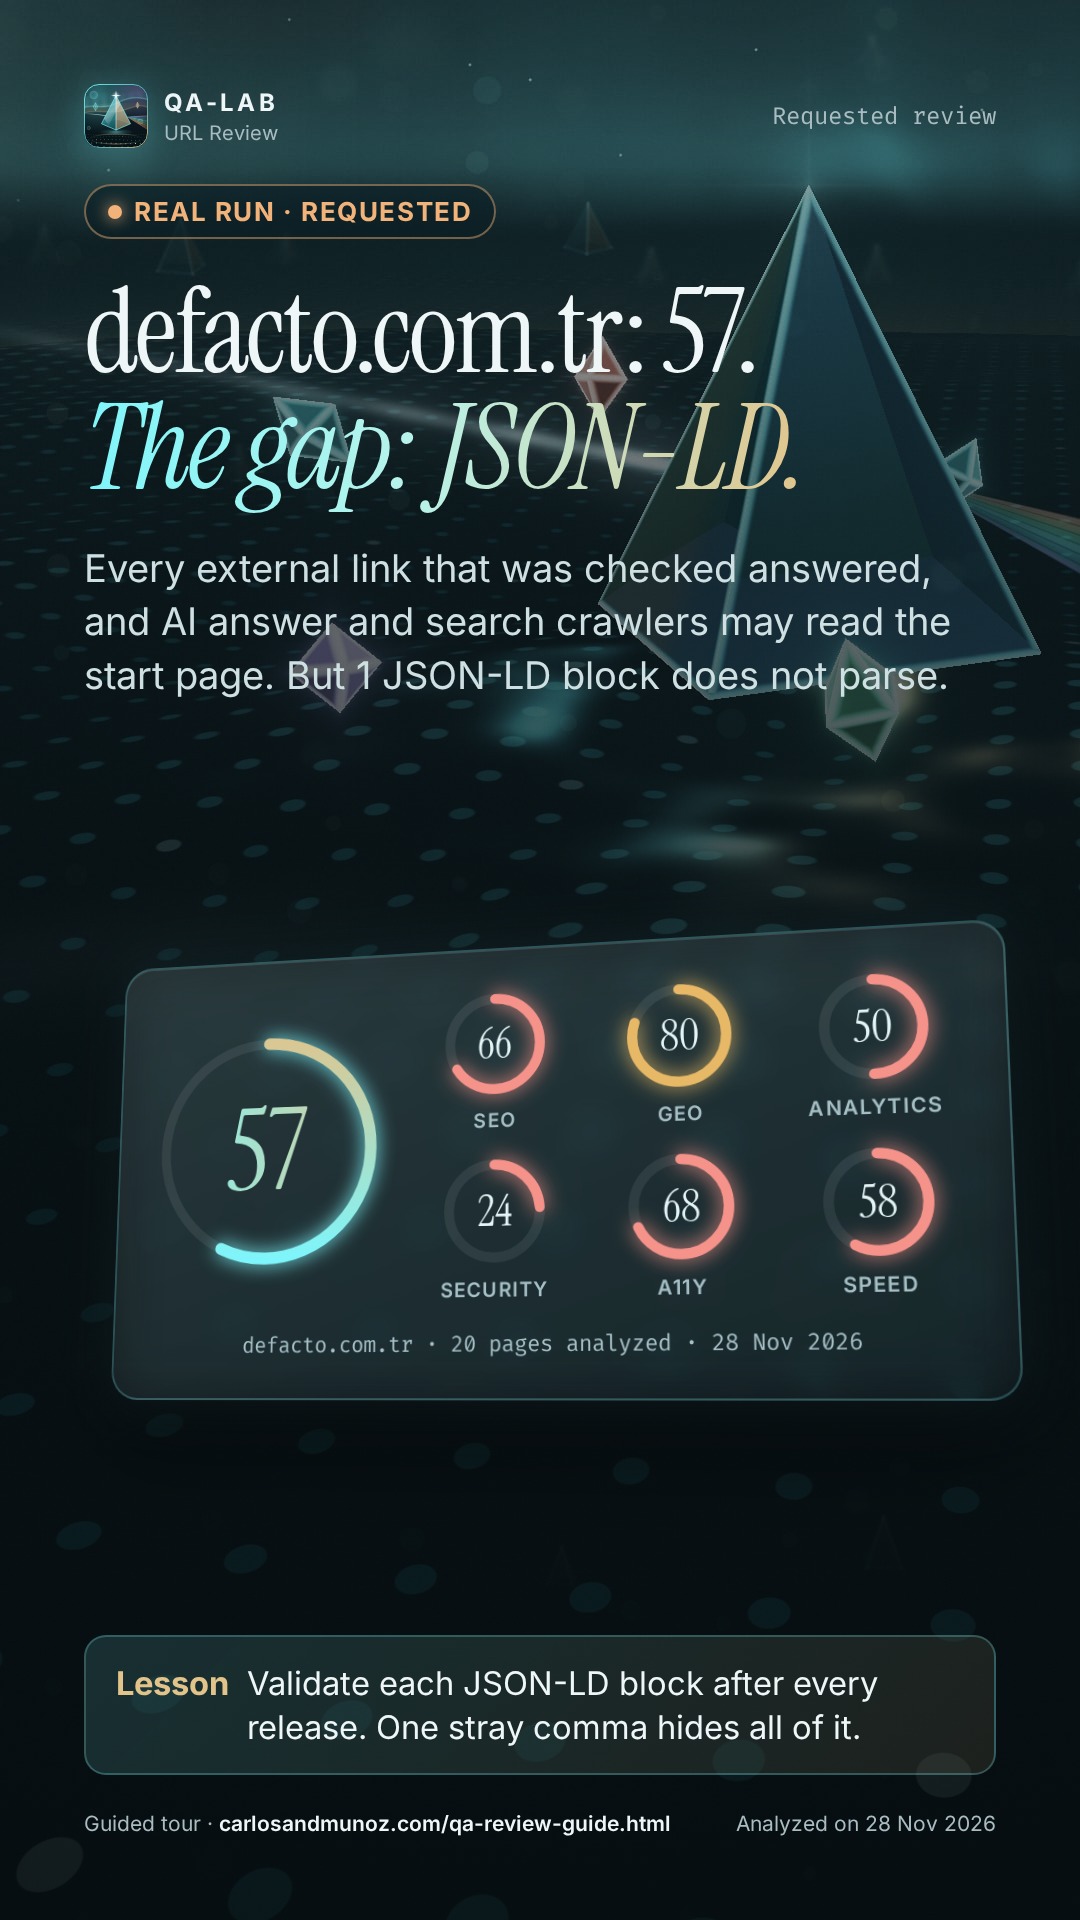 QA-LAB
URL Review
Requested review
REAL RUN · REQUESTED
defacto.com.tr: 57.
The gap: JSON-LD.
Every external link that was checked answered,
and AI answer and search crawlers may read the
start page. But 1 JSON-LD block does not parse.
57
66
SEO
80
GEO
50
ANALYTICS
24
SECURITY
68
A11Y
58
SPEED
defacto.com.tr · 20 pages analyzed · 28 Nov 2026
Lesson Validate each JSON-LD block after every
release. One stray comma hides all of it.
Guided tour · carlosandmunoz.com/qa-review-guide.html
Analyzed on 28 Nov 2026